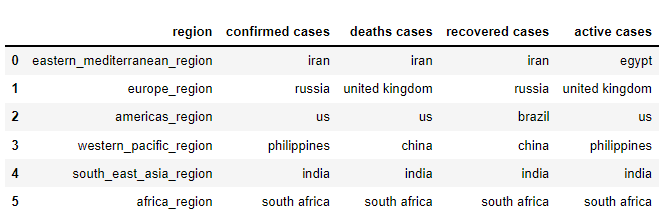 region confirmed cases deaths cases recovered cases active cases
0 eastern_mediterranean_region iran iran iran egypt
1 europe_region russia united kingdom russia united kingdom
2 americas_region us us brazil us
3 western_pacific_region philippines china china philippines
4 south_east_asia_region india india india india
5 africa_region south africa south africa south africa south africa